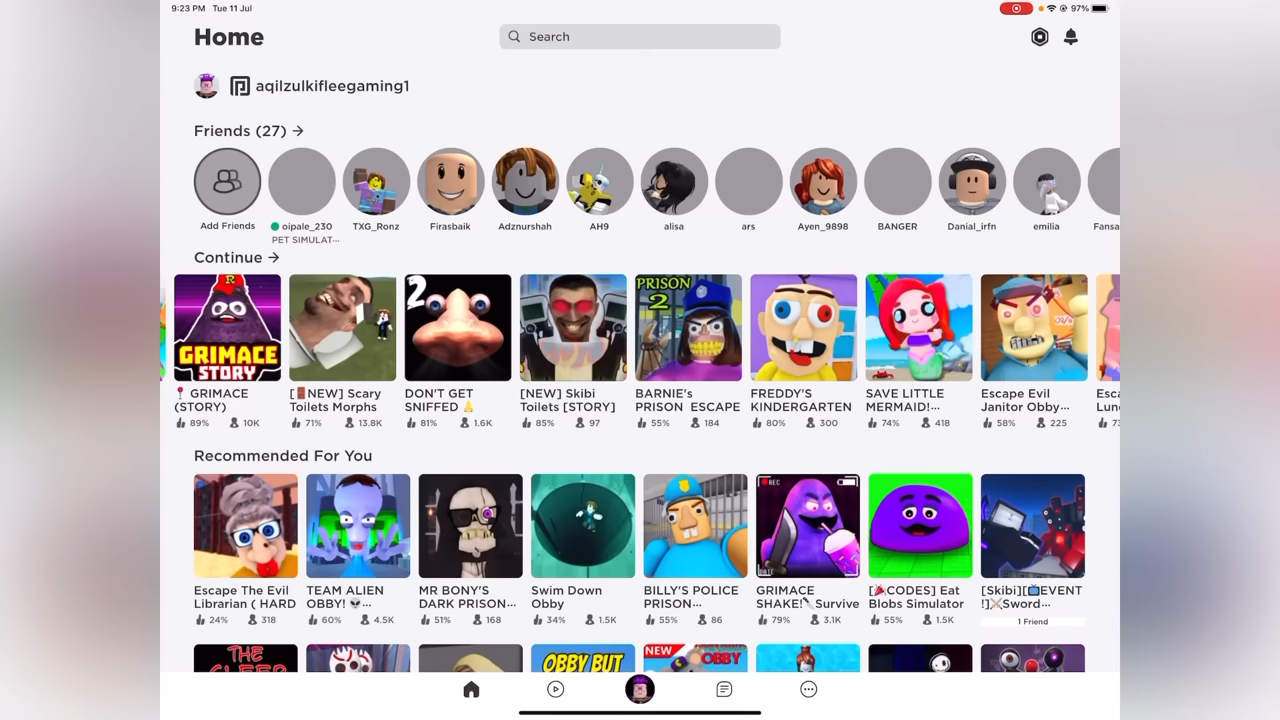 9:23 PM Tue 11 Jul
97%
Home
Search
aqilzulkifleegaming1
Friends (27) →
Add Friends
oipale_230
TXG_Ronz
Firasbaik
Adznurshah
AH9
alisa
ars
Ayen_9898
BANGER
Danial_irfn
emilia
Fansa
PET SIMULAT...
Continue →
R
GRIMACE
STORY
2
PRISON
2
📍 GRIMACE
(STORY)
[🚪NEW] Scary
Toilets Morphs
DON'T GET
SNIFFED 👃
[NEW] Skibi
Toilets [STORY]
BARNIE's
PRISON ESCAPE
FREDDY'S
KINDERGARTEN
SAVE LITTLE
MERMAID!...
Escape Evil
Janitor Obby...
Esca
Lun
89% 10K
71% 13.8K
81% 1.6K
85% 97
55% 184
80% 300
74% 418
58% 225
Recommended For You
REC
Escape The Evil
Librarian ( HARD
TEAM ALIEN
OBBY! 👽...
MR BONY'S
DARK PRISON...
Swim Down
Obby
BILLY'S POLICE
PRISON...
GRIMACE
SHAKE!🔪Survive
[🎉CODES] Eat
Blobs Simulator
[Skibi][📺EVENT
!]⚔️Sword...
24% 318
60% 4.5K
51% 168
34% 1.5K
55% 86
79% 3.1K
55% 1.5K
1 Friend
THE
OBBY BUT
NEW
OBBY